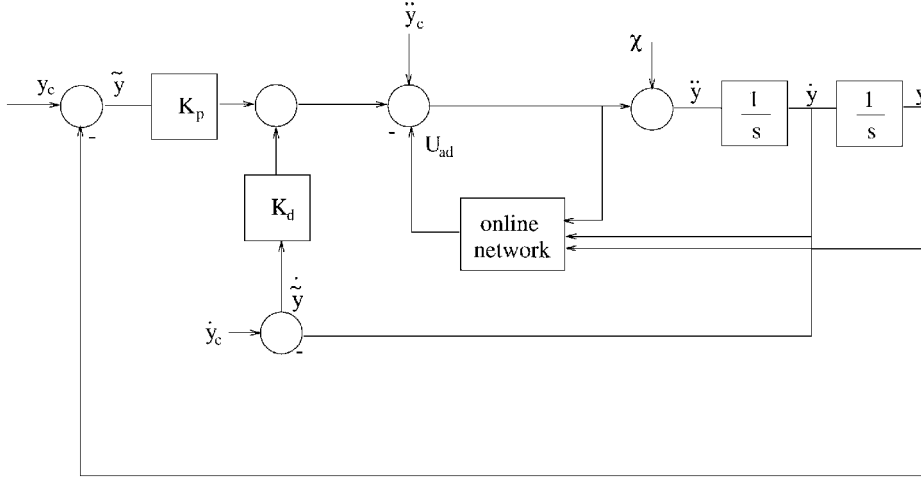 ÿ_c
χ
y_c
ỹ
K_p
ÿ
1/s
ẏ
1/s
y
-
-
U_ad
K_d
online
network
ỹ̇
ẏ_c
-